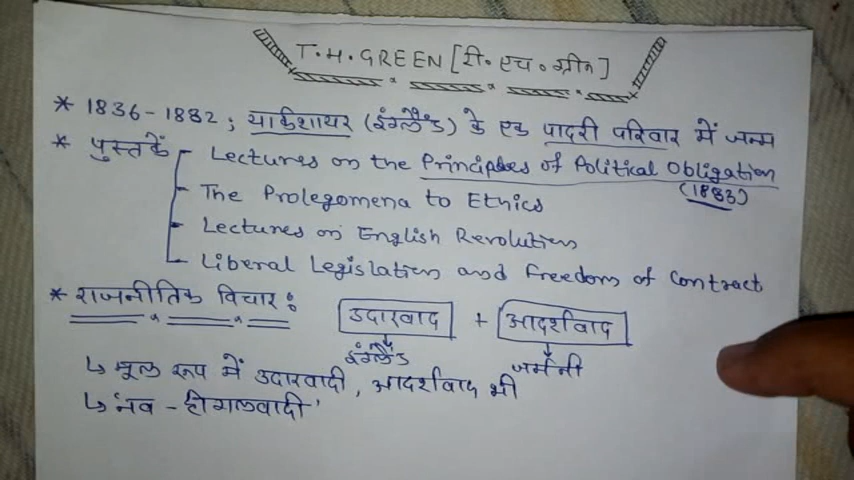 T.H.GREEN [टी॰ एच॰ ग्रीन]
* 1836-1882; यार्कशायर (इंग्लैंड) के एक पादरी परिवार में जन्म
* पुस्तकें Lectures on the Principles of Political Obligation
(1883)
- The Prolegomena to Ethics
- Lectures on English Revolution
- Liberal Legislation and Freedom of Contract
* राजनीतिक विचार : उदारवाद + आदर्शवाद
इंग्लैंड जर्मनी
↳ मूल रूप में उदारवादी, आदर्शवाद भी
↳ 'नव - हीगलवादी'